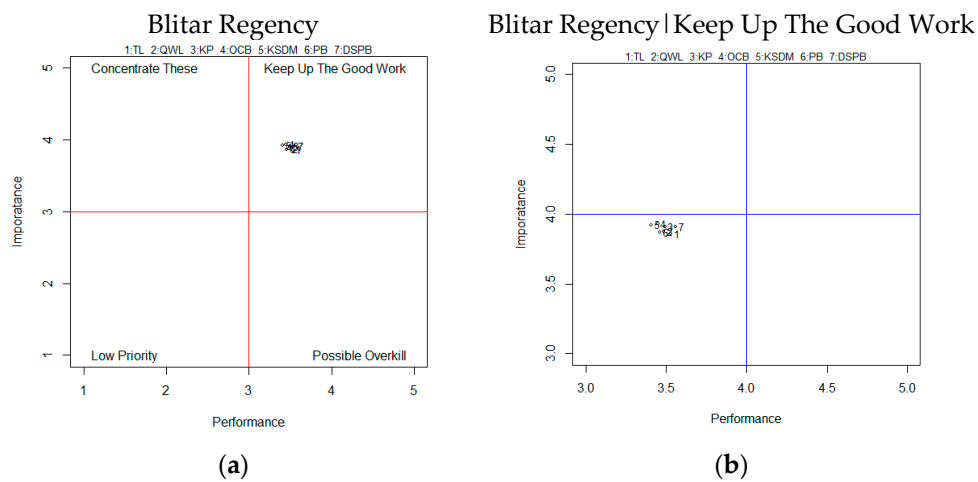 Blitar Regency
1:TL 2:QWL 3:KP 4:OCB 5:KSDM 6:PB 7:DSPB
Concentrate These
Keep Up The Good Work
5
4
3
2
1
Imporatance
Low Priority
Possible Overkill
1 2 3 4 5
Performance
(a)
Blitar Regency|Keep Up The Good Work
1:TL 2:QWL 3:KP 4:OCB 5:KSDM 6:PB 7:DSPB
5.0
4.5
4.0
3.5
3.0
Imporatance
54 3 7
1
3.0 3.5 4.0 4.5 5.0
Performance
(b)